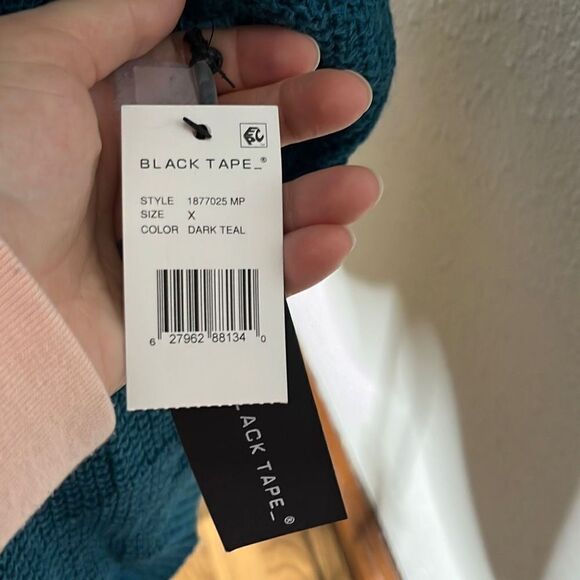 BLACK TAPE_®
STYLE 1877025 MP
SIZE X
COLOR DARK TEAL
6 27962 88134 0
BLACK TAPE_®